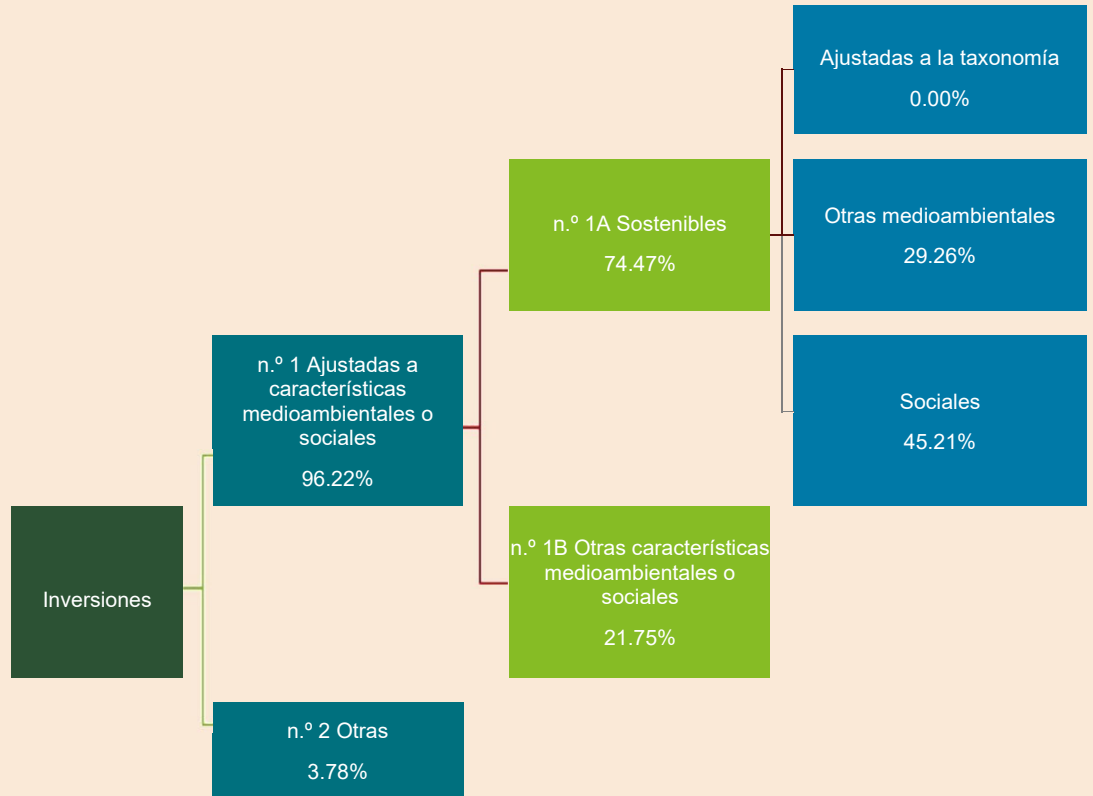 Inversiones
n.º 1 Ajustadas a
características
medioambientales o
sociales
96.22%
n.º 2 Otras
3.78%
n.º 1A Sostenibles
74.47%
n.º 1B Otras características
medioambientales o
sociales
21.75%
Ajustadas a la taxonomía
0.00%
Otras medioambientales
29.26%
Sociales
45.21%